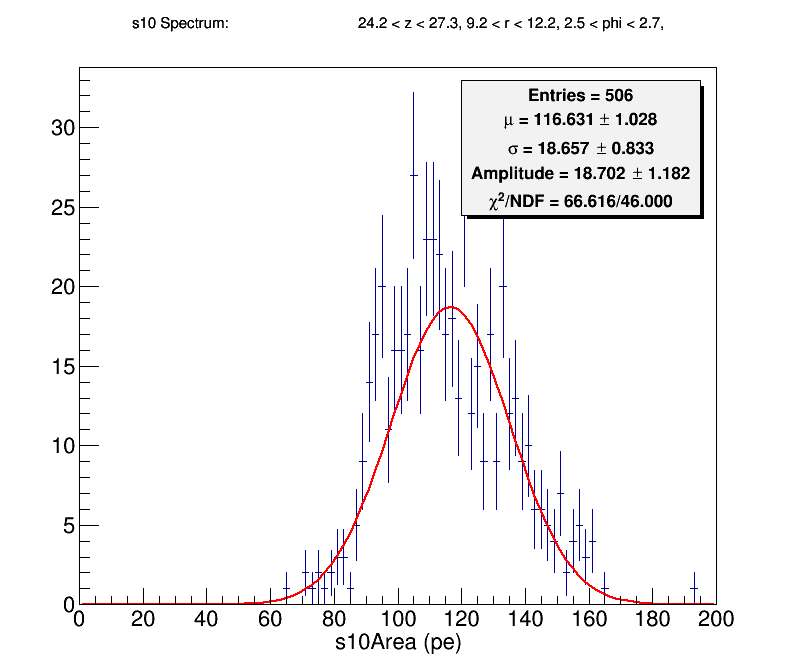 s10 Spectrum: 24.2 < z < 27.3, 9.2 < r < 12.2, 2.5 < phi < 2.7,
Entries = 506
μ = 116.631 ± 1.028
σ = 18.657 ± 0.833
Amplitude = 18.702 ± 1.182
χ²/NDF = 66.616/46.000
30
25
20
15
10
5
0
0 20 40 60 80 100 120 140 160 180 200
s10Area (pe)